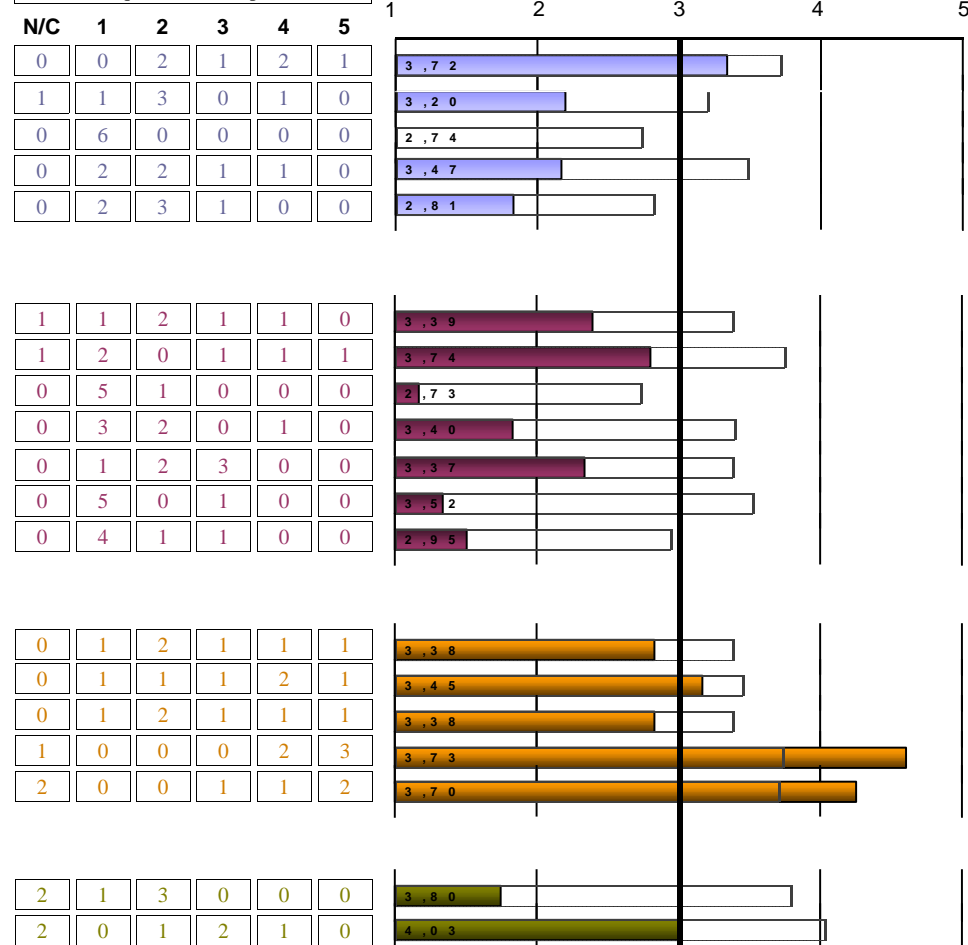 1 2 3 4 5
N/C 1 2 3 4 5
0 0 2 1 2 1 3,72
1 1 3 0 1 0 3,20
0 6 0 0 0 0 2,74
0 2 2 1 1 0 3,47
0 2 3 1 0 0 2,81
1 1 2 1 1 0 3,39
1 2 0 1 1 1 3,74
0 5 1 0 0 0 2,73
0 3 2 0 1 0 3,40
0 1 2 3 0 0 3,37
0 5 0 1 0 0 3,52
0 4 1 1 0 0 2,95
0 1 2 1 1 1 3,38
0 1 1 1 2 1 3,45
0 1 2 1 1 1 3,38
1 0 0 0 2 3 3,73
2 0 0 1 1 2 3,70
2 1 3 0 0 0 3,80
2 0 1 2 1 0 4,03